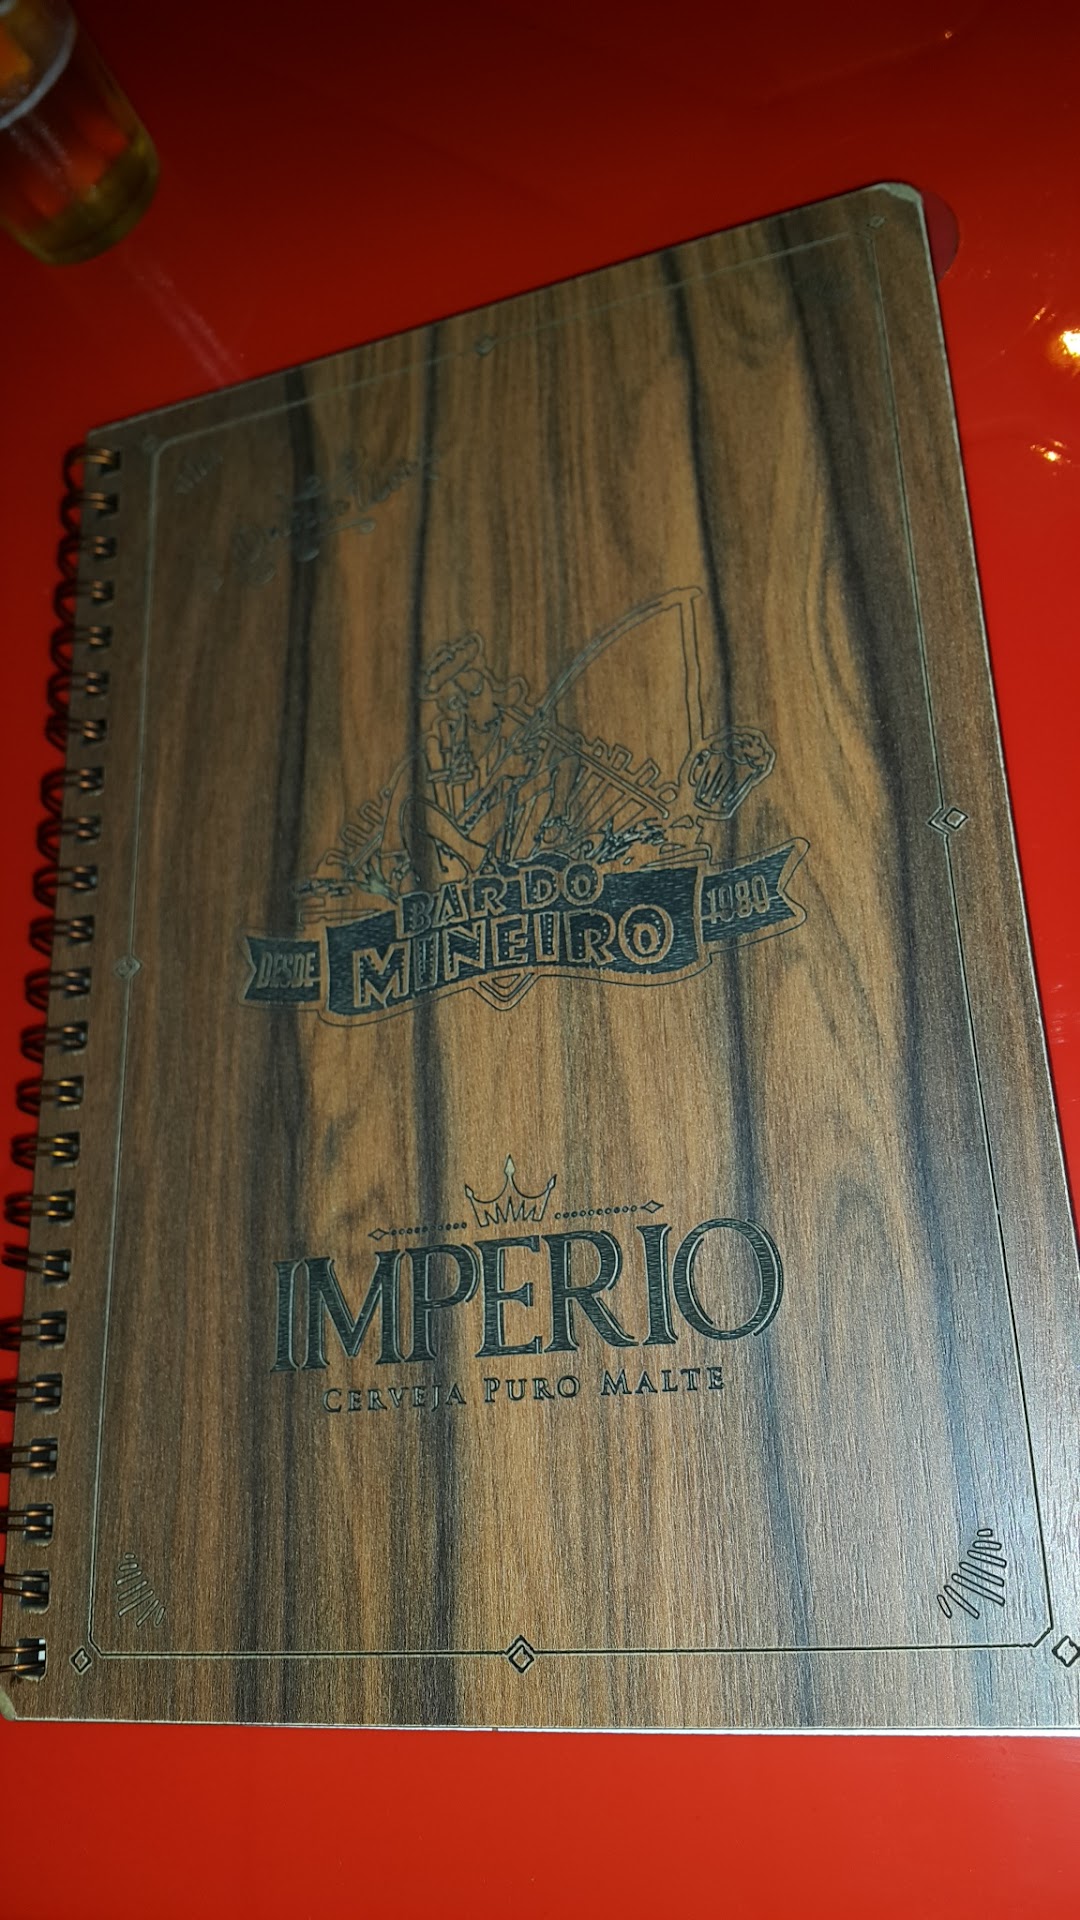 BAR DO
DESDE MINEIRO 1980
IMPERIO
CERVEJA PURO MALTE